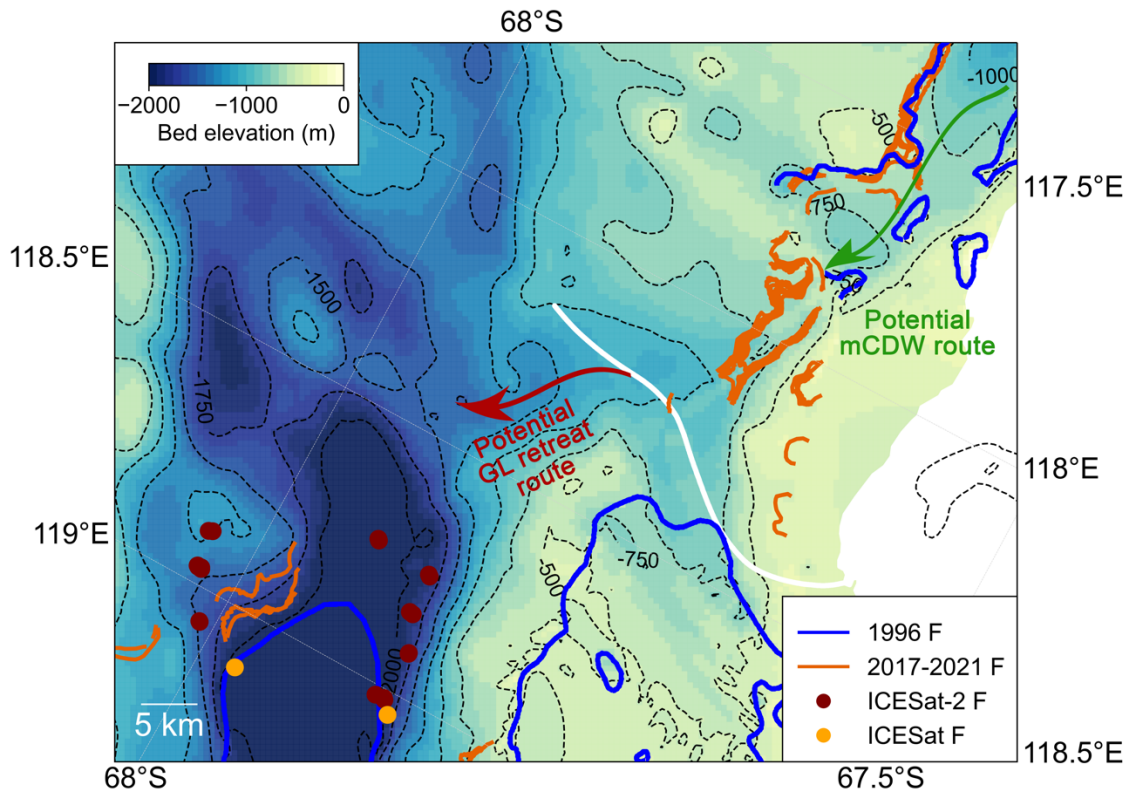 68°S
−2000 −1000 0
Bed elevation (m)
-1000
-500
117.5°E
750
118.5°E
-1500
-750
Potential
mCDW route
-1750
Potential
GL retreat
route
118°E
119°E
-750
-500
-2000
5 km
1996 F
2017-2021 F
ICESat-2 F
ICESat F
118.5°E
68°S
67.5°S